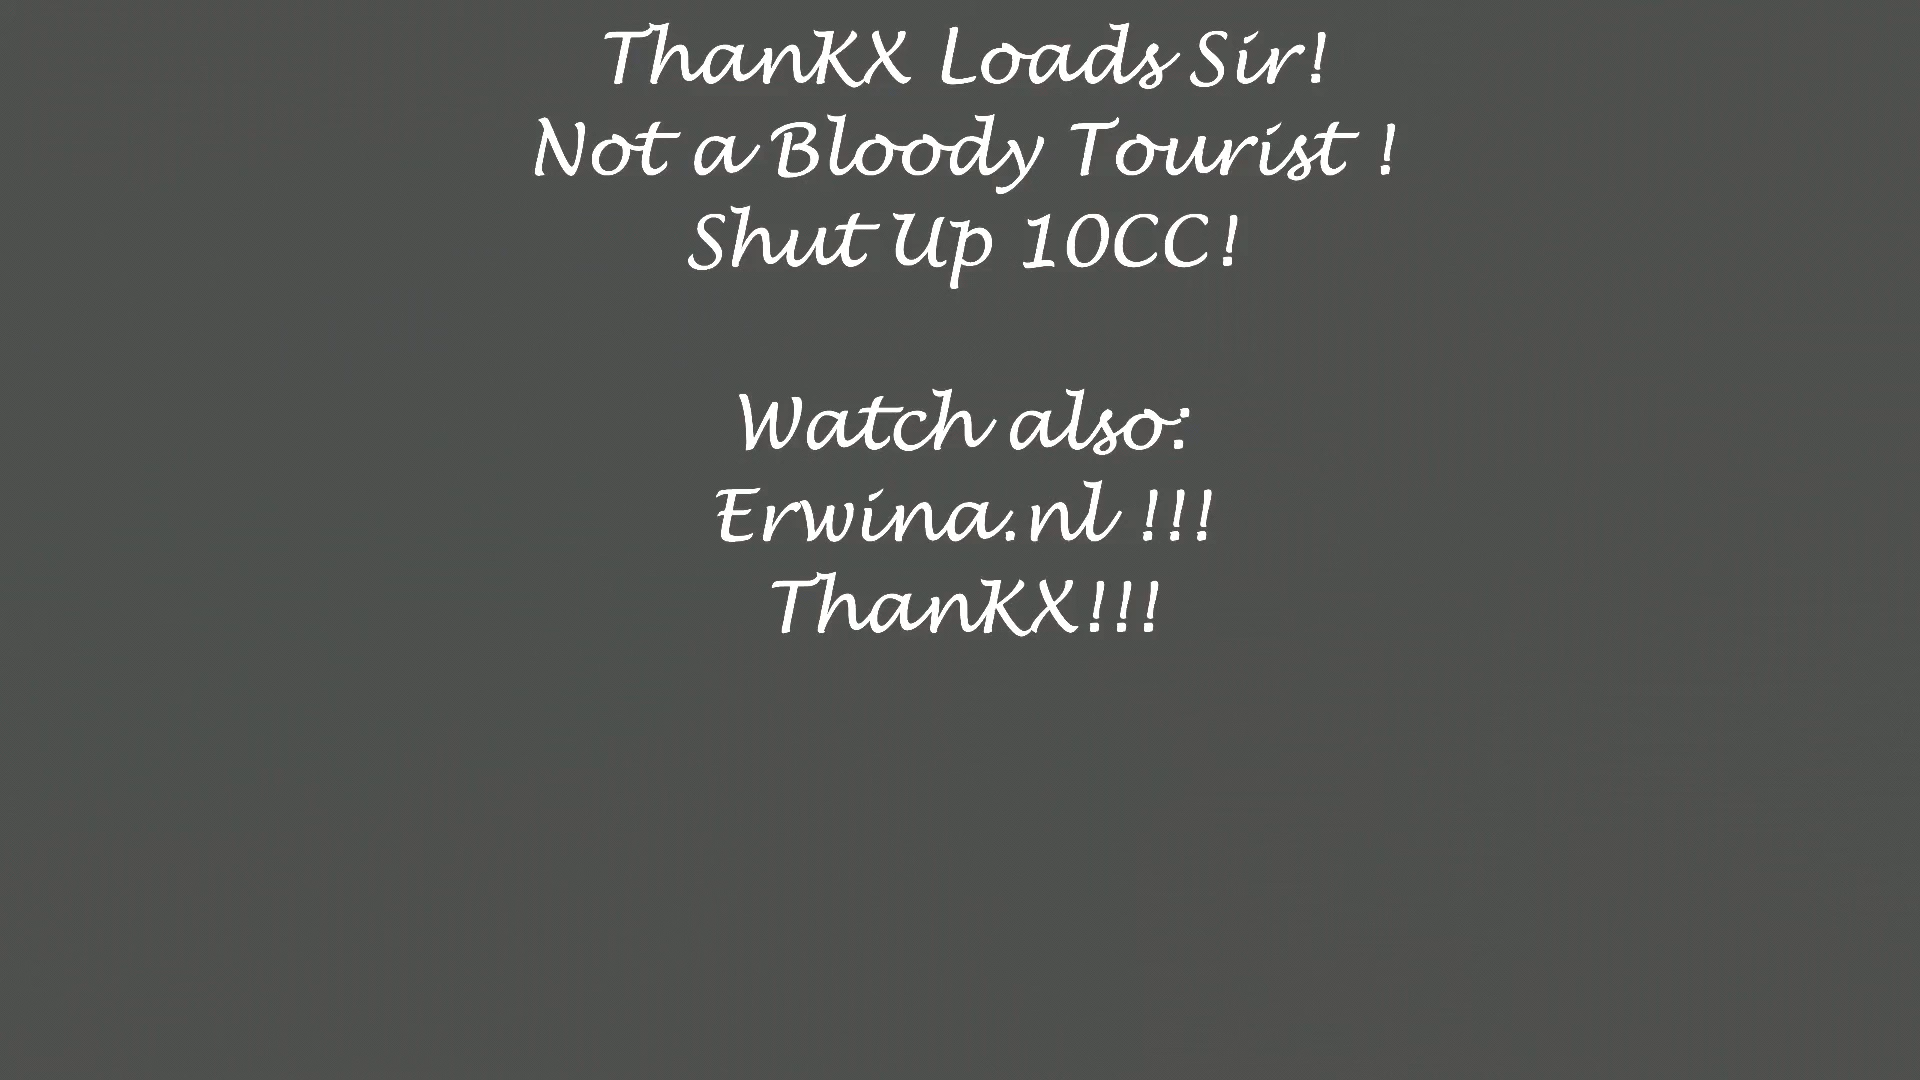 ThanKX Loads Sir!
Not a Bloody Tourist !
Shut Up 10CC!
Watch also:
Erwina.nl !!!
ThanKX!!!